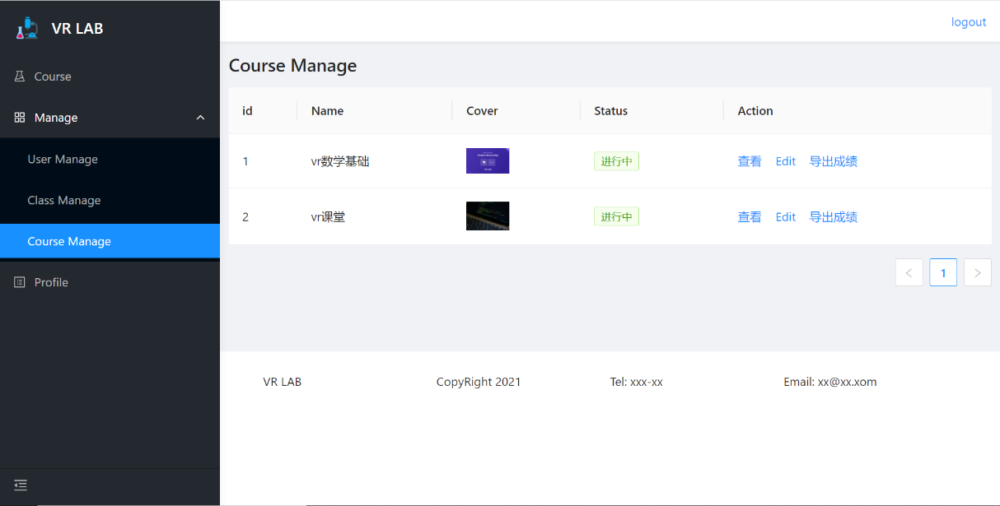 VR LAB
logout
Course
Manage
User Manage
Class Manage
Course Manage
Profile
Course Manage
id Name Cover Status Action
1 vr数学基础 进行中 查看 Edit 导出成绩
2 vr课堂 进行中 查看 Edit 导出成绩
1
VR LAB CopyRight 2021 Tel: xxx-xx Email: xx@xx.xom